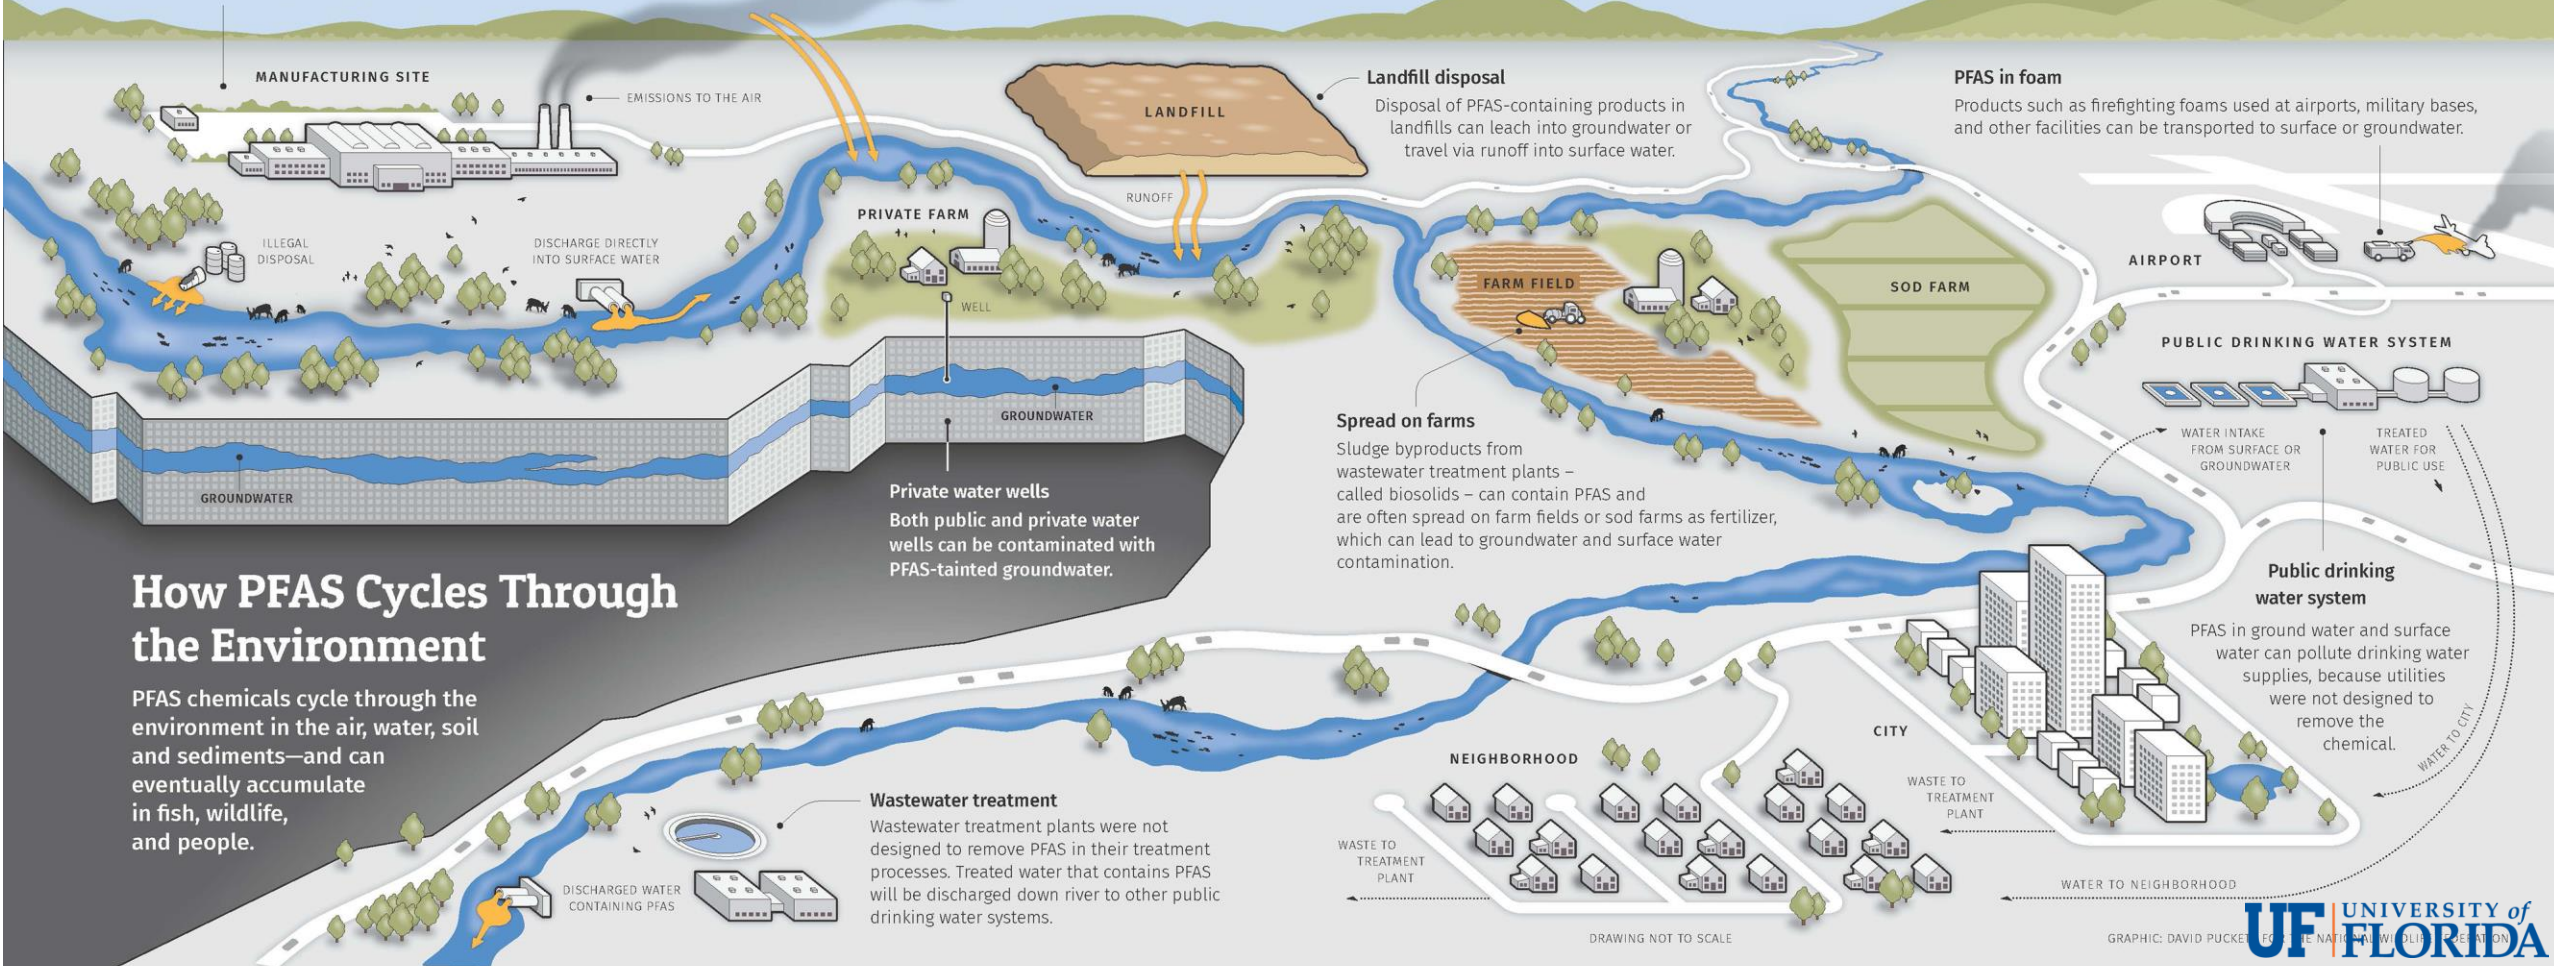 MANUFACTURING SITE
EMISSIONS TO THE AIR
LANDFILL
Landfill disposal
Disposal of PFAS-containing products in
landfills can leach into groundwater or
travel via runoff into surface water.
PFAS in foam
Products such as firefighting foams used at airports, military bases,
and other facilities can be transported to surface or groundwater.
RUNOFF
PRIVATE FARM
ILLEGAL
DISPOSAL
DISCHARGE DIRECTLY
INTO SURFACE WATER
WELL
FARM FIELD
SOD FARM
AIRPORT
PUBLIC DRINKING WATER SYSTEM
GROUNDWATER
GROUNDWATER
WATER INTAKE
FROM SURFACE OR
GROUNDWATER
TREATED
WATER FOR
PUBLIC USE
Spread on farms
Sludge byproducts from
wastewater treatment plants –
called biosolids – can contain PFAS and
are often spread on farm fields or sod farms as fertilizer,
which can lead to groundwater and surface water
contamination.
Private water wells
Both public and private water
wells can be contaminated with
PFAS-tainted groundwater.
How PFAS Cycles Through
the Environment
PFAS chemicals cycle through the
environment in the air, water, soil
and sediments—and can
eventually accumulate
in fish, wildlife,
and people.
Public drinking
water system
PFAS in ground water and surface
water can pollute drinking water
supplies, because utilities
were not designed to
remove the
chemical.
WATER TO CITY
CITY
NEIGHBORHOOD
WASTE TO
TREATMENT
PLANT
WASTE TO
TREATMENT
PLANT
Wastewater treatment
Wastewater treatment plants were not
designed to remove PFAS in their treatment
processes. Treated water that contains PFAS
will be discharged down river to other public
drinking water systems.
DISCHARGED WATER
CONTAINING PFAS
WATER TO NEIGHBORHOOD
DRAWING NOT TO SCALE
GRAPHIC: DAVID PUCKETT FOR THE NATIONAL WILDLIFE FEDERATION
UF UNIVERSITY of
FLORIDA